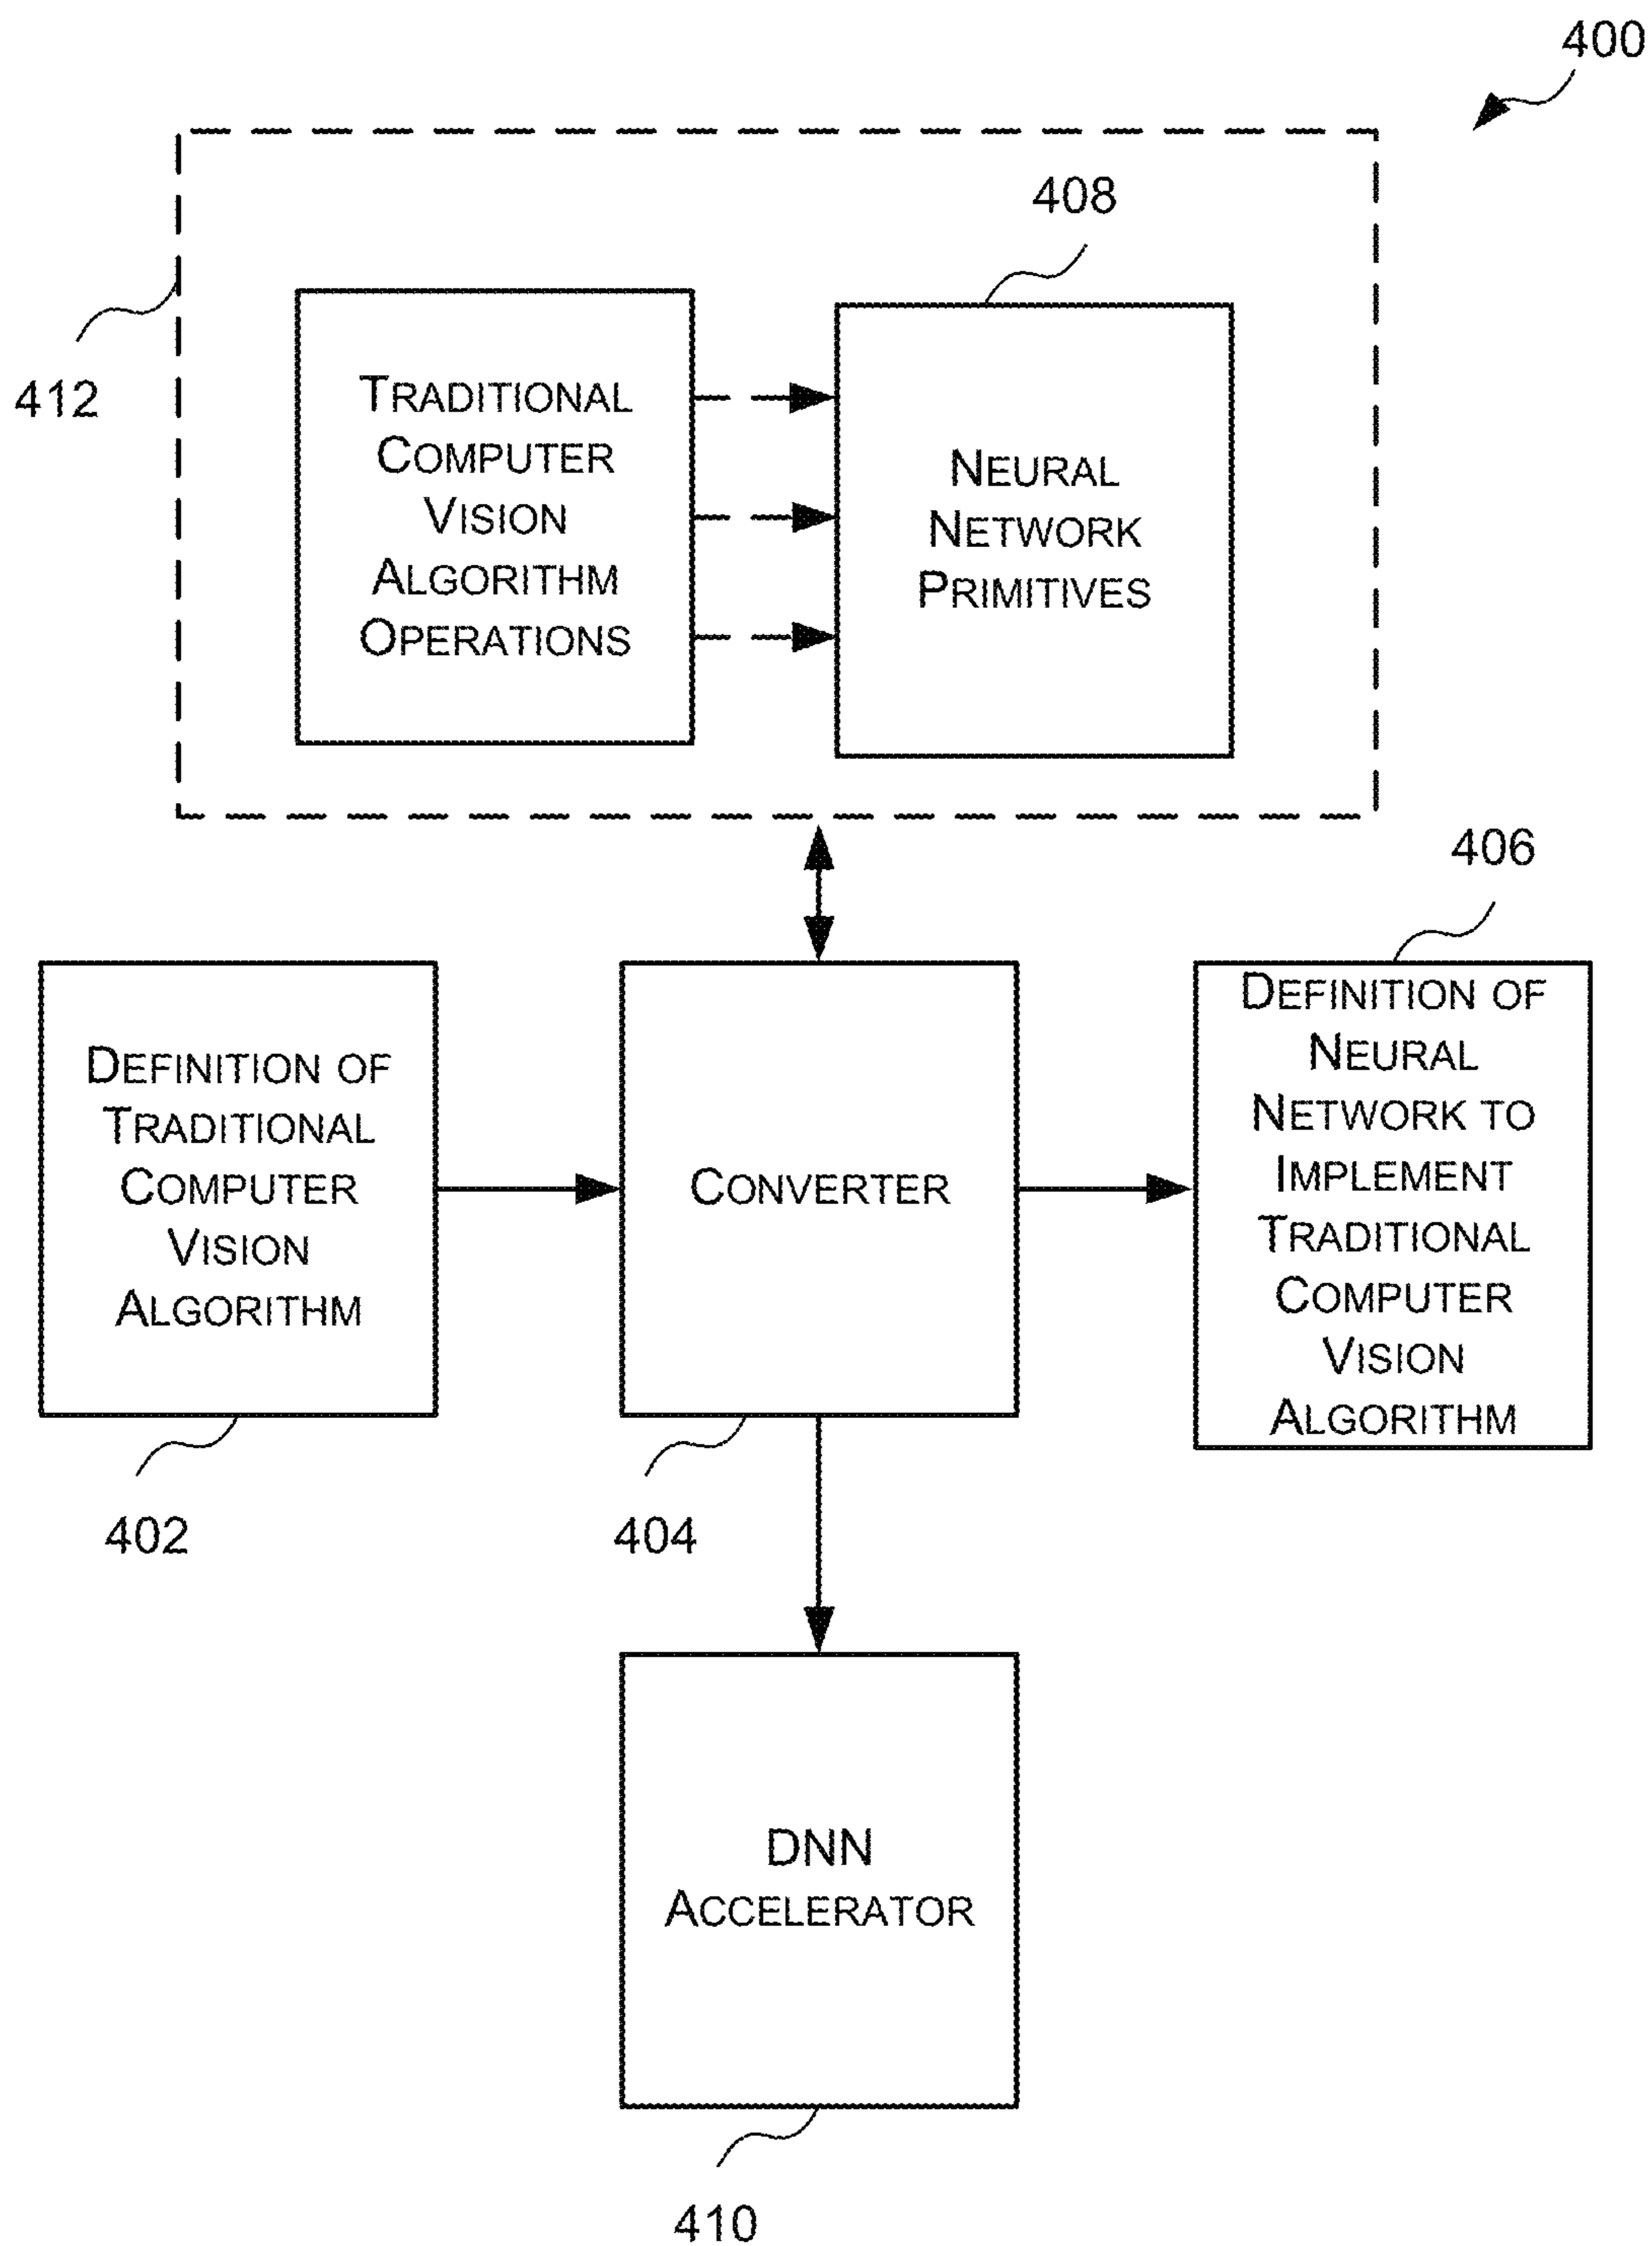 400
408
412
TRADITIONAL
COMPUTER
VISION
ALGORITHM
OPERATIONS
NEURAL
NETWORK
PRIMITIVES
406
DEFINITION OF
TRADITIONAL
COMPUTER
VISION
ALGORITHM
CONVERTER
DEFINITION OF
NEURAL
NETWORK TO
IMPLEMENT
TRADITIONAL
COMPUTER
VISION
ALGORITHM
402
404
DNN
ACCELERATOR
410